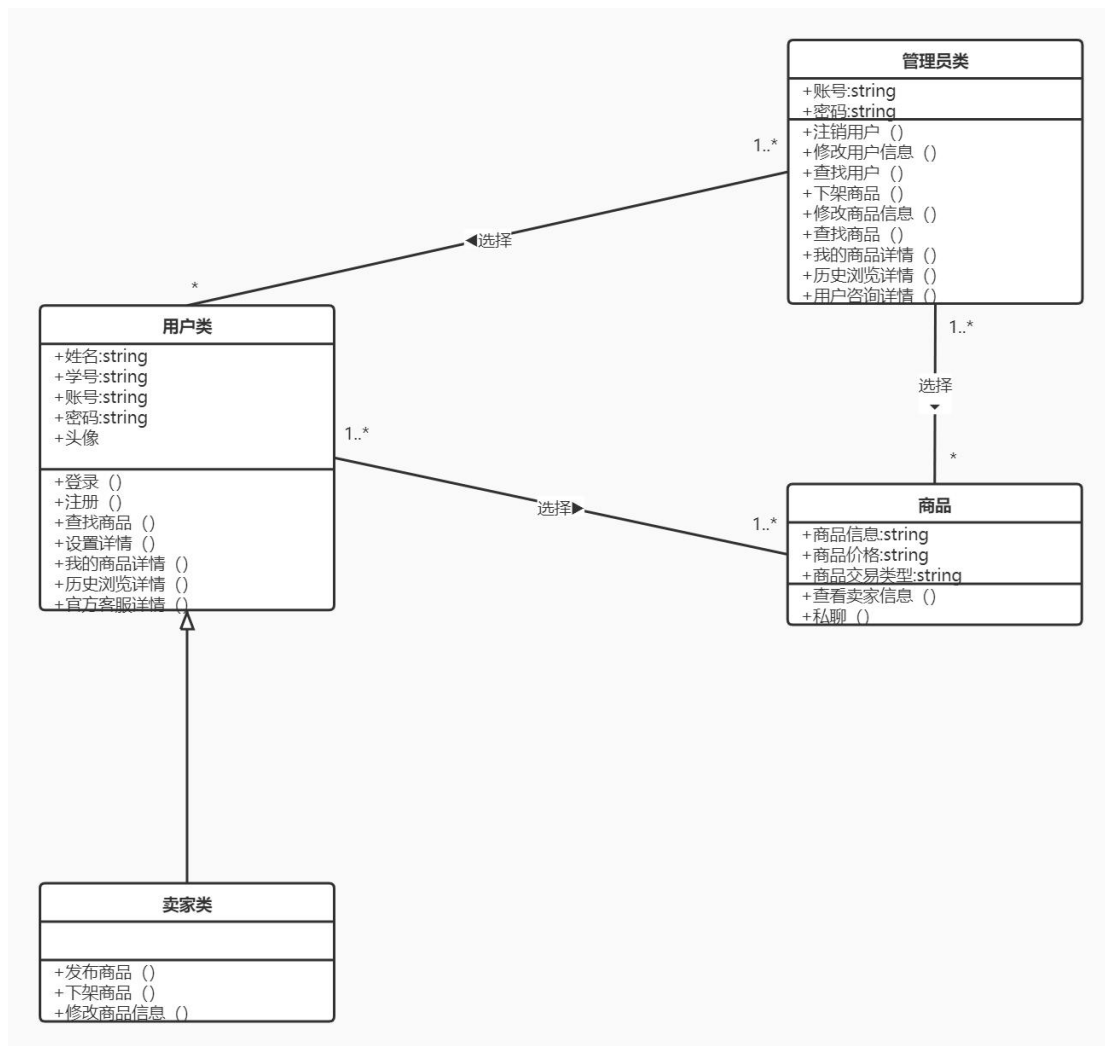 管理员类
+账号:string
+密码:string
+注销用户（）
+修改用户信息（）
+查找用户（）
+下架商品（）
+修改商品信息（）
+查找商品（）
+我的商品详情（）
+历史浏览详情（）
+用户咨询详情（）
1..*
◀选择
*
用户类
+姓名:string
+学号:string
+账号:string
+密码:string
+头像
+登录（）
+注册（）
+查找商品（）
+设置详情（）
+我的商品详情（）
+历史浏览详情（）
+官方客服详情（）
1..*
选择
*
1..*
选择▶
1..*
商品
+商品信息:string
+商品价格:string
+商品交易类型:string
+查看卖家信息（）
+私聊（）
卖家类
+发布商品（）
+下架商品（）
+修改商品信息（）